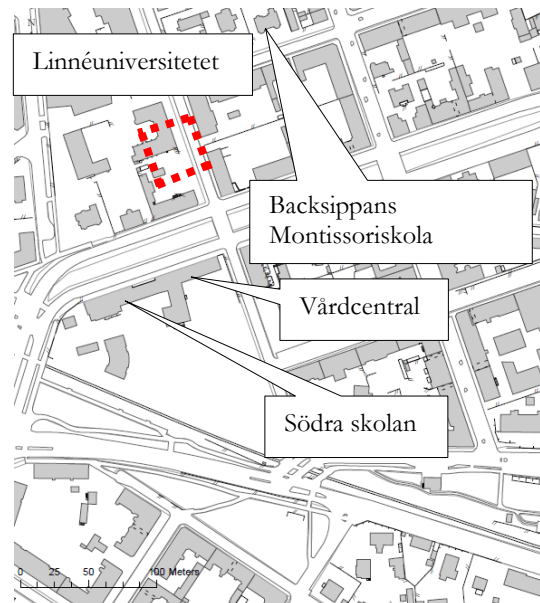 N
Linnéuniversitetet
Backsippans
Montissoriskola
Vårdcentral
Södra skolan
0 25 50 100 Meters